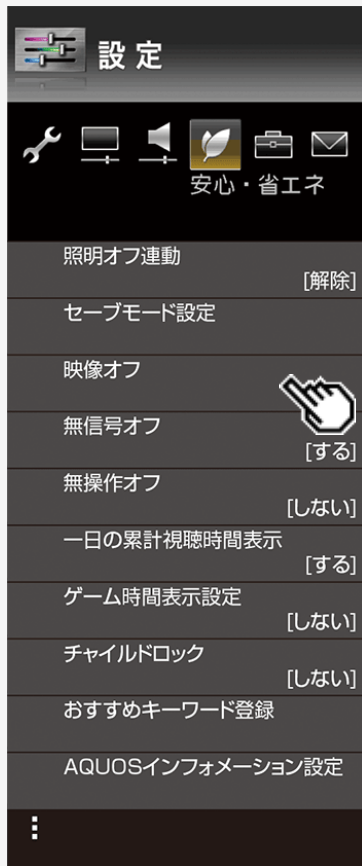 設定
安心・省エネ
照明オフ連動
[解除]
セーブモード設定
映像オフ
無信号オフ
[する]
無操作オフ
[しない]
一日の累計視聴時間表示
[する]
ゲーム時間表示設定
[しない]
チャイルドロック
[しない]
おすすめキーワード登録
AQUOSインフォメーション設定